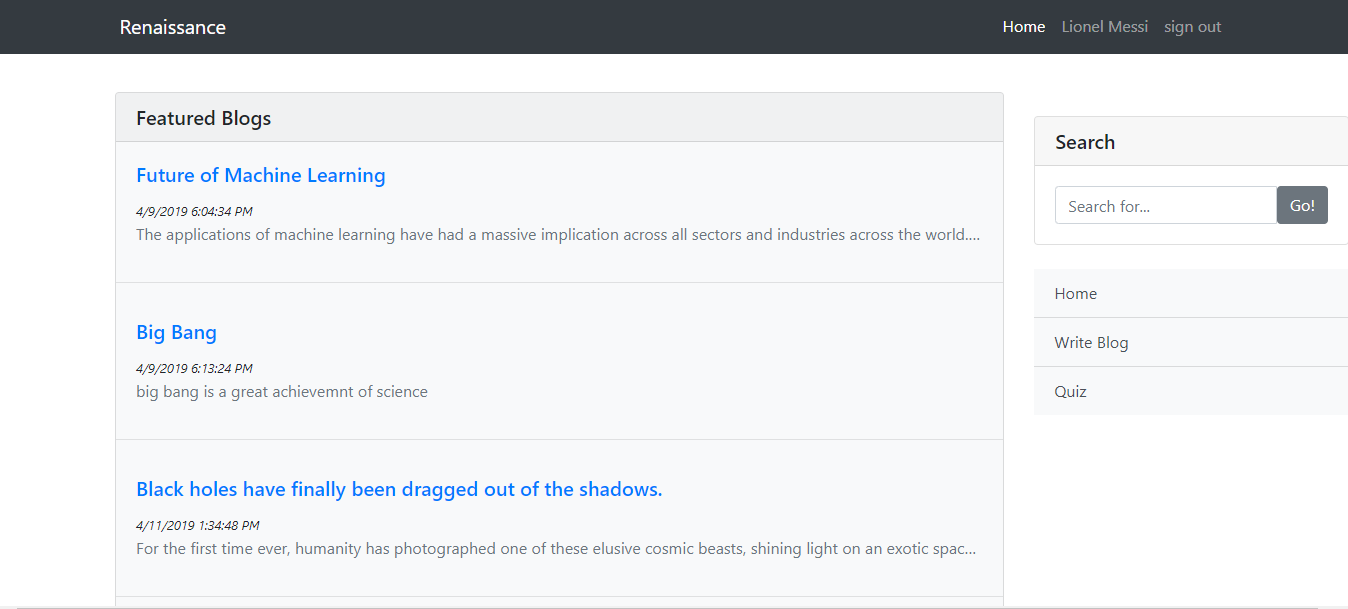 Renaissance
Home Lionel Messi sign out
Featured Blogs
Future of Machine Learning
4/9/2019 6:04:34 PM
The applications of machine learning have had a massive implication across all sectors and industries across the world....
Big Bang
4/9/2019 6:13:24 PM
big bang is a great achievemnt of science
Black holes have finally been dragged out of the shadows.
4/11/2019 1:34:48 PM
For the first time ever, humanity has photographed one of these elusive cosmic beasts, shining light on an exotic spac...
Search
Search for... Go!
Home
Write Blog
Quiz